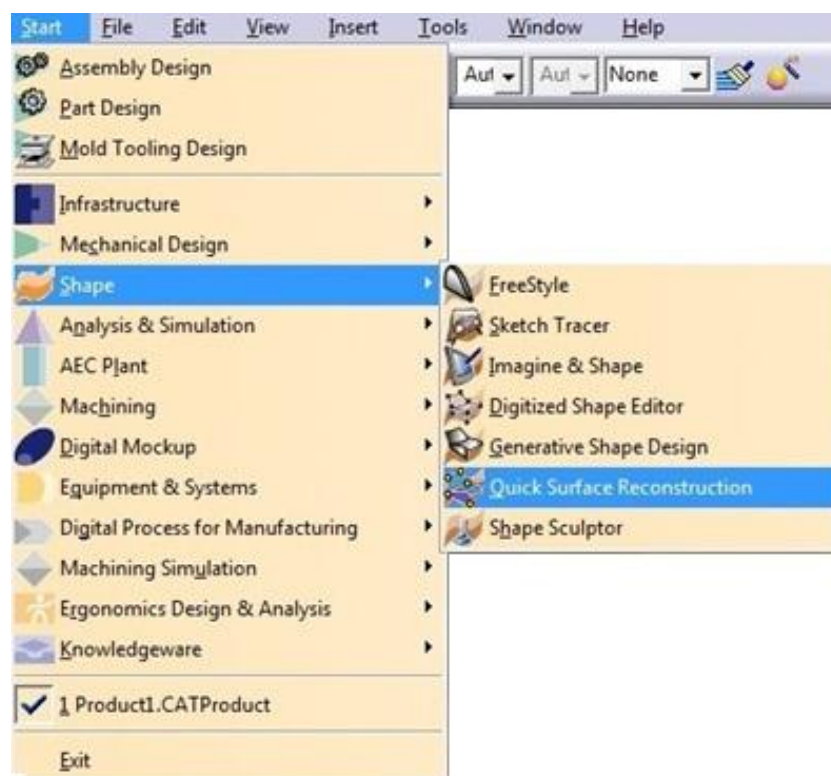 Start File Edit View Insert Tools Window Help
Aut Aut None
Assembly Design
Part Design
Mold Tooling Design
Infrastructure
Mechanical Design
Shape
Analysis & Simulation
AEC Plant
Machining
Digital Mockup
Equipment & Systems
Digital Process for Manufacturing
Machining Simulation
Ergonomics Design & Analysis
Knowledgeware
1 Product1.CATProduct
Exit
FreeStyle
Sketch Tracer
Imagine & Shape
Digitized Shape Editor
Generative Shape Design
Quick Surface Reconstruction
Shape Sculptor